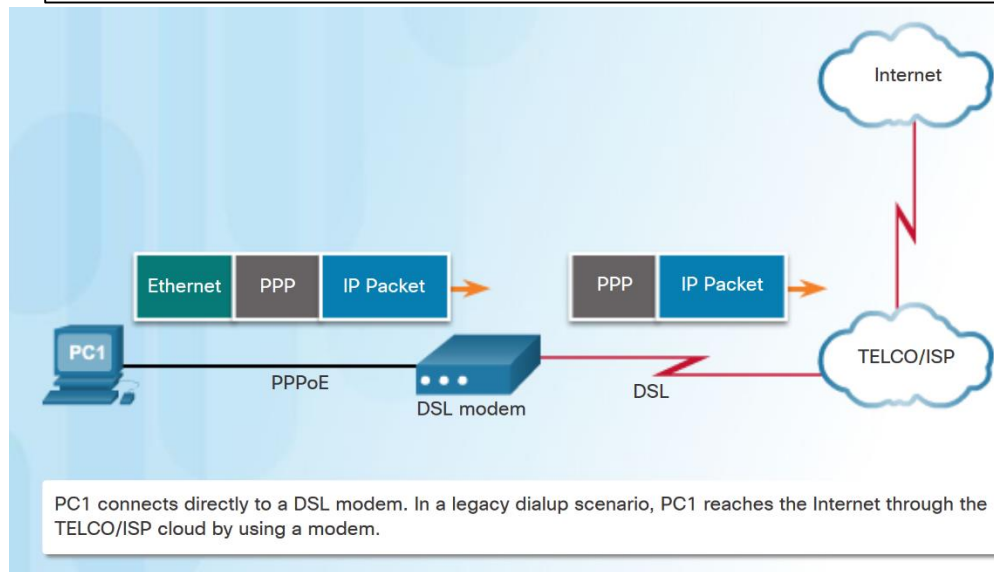 Internet
Ethernet PPP IP Packet
PPP IP Packet
PC1
TELCO/ISP
PPPoE
DSL
DSL modem
PC1 connects directly to a DSL modem. In a legacy dialup scenario, PC1 reaches the Internet through the
TELCO/ISP cloud by using a modem.